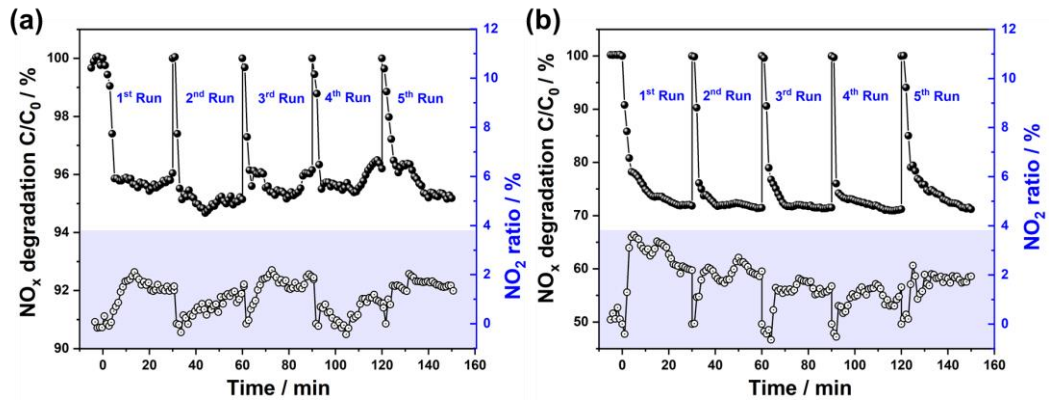 (a)
NOx degradation C/C0 / %
100
98
96
94
92
90
1st Run
2nd Run
3rd Run
4th Run
5th Run
12
10
8
6
4
2
0
NO2 ratio / %
0
20
40
60
80
100
120
140
160
Time / min
(b)
NOx degradation C/C0 / %
100
90
80
70
60
50
1st Run
2nd Run
3rd Run
4th Run
5th Run
12
10
8
6
4
2
0
NO2 ratio / %
0
20
40
60
80
100
120
140
160
Time / min